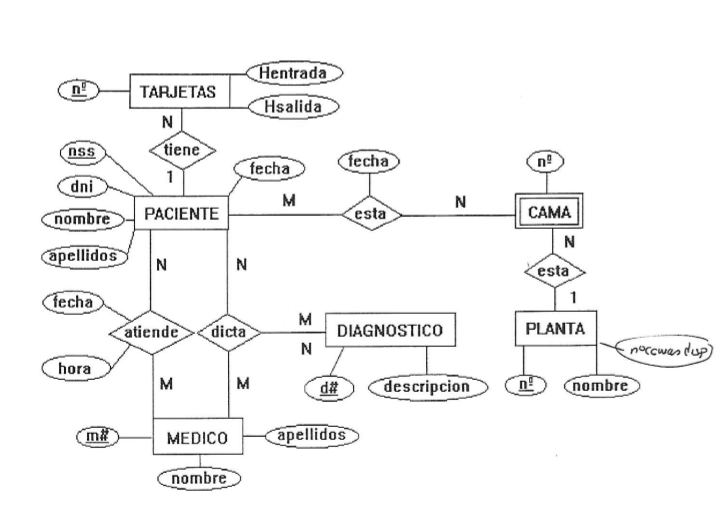 Hentrada
nº
TARJETAS
Hsalida
N
tiene
nss
1
fecha
fecha
nº
dni
PACIENTE
M
esta
N
CAMA
nombre
apellidos
N
N
N
esta
fecha
1
atiende
dicta
M
N
DIAGNOSTICO
PLANTA
hora
M
M
d#
descripcion
nº
nombre
m#
MEDICO
apellidos
nombre